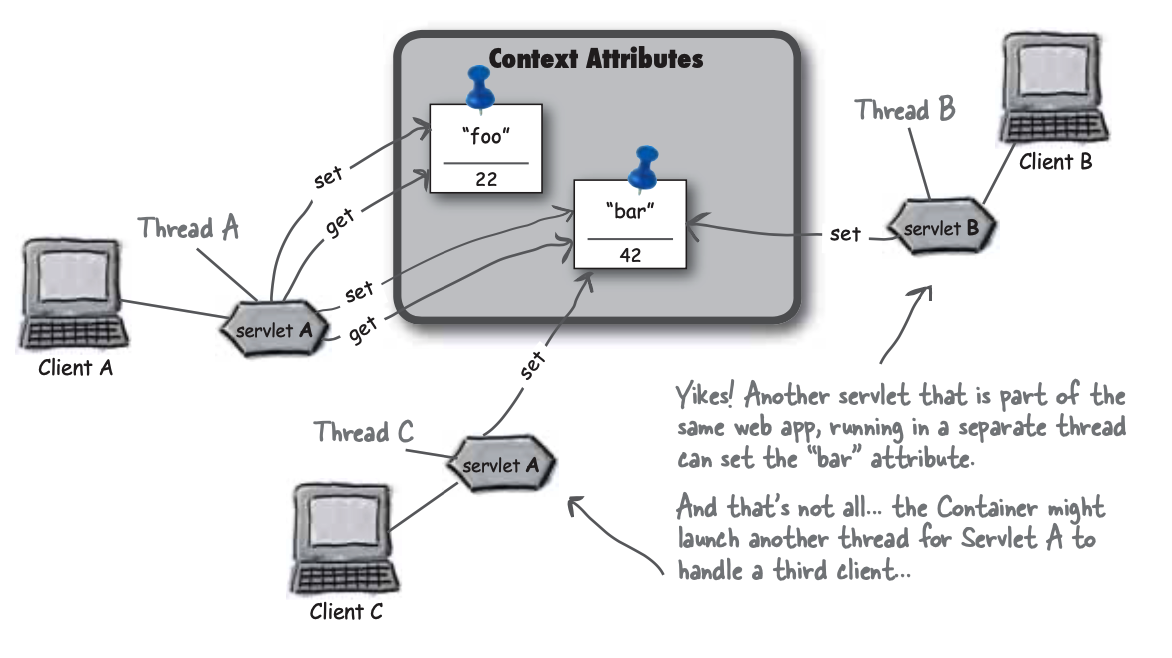 Context Attributes
"foo"
22
"bar"
42
set
get
set
get
set
set
Thread A
servlet A
Client A
Thread B
Client B
servlet B
Thread C
servlet A
Client C
Yikes! Another servlet that is part of the
same web app, running in a separate thread
can set the "bar" attribute.
And that's not all... the Container might
launch another thread for Servlet A to
handle a third client...